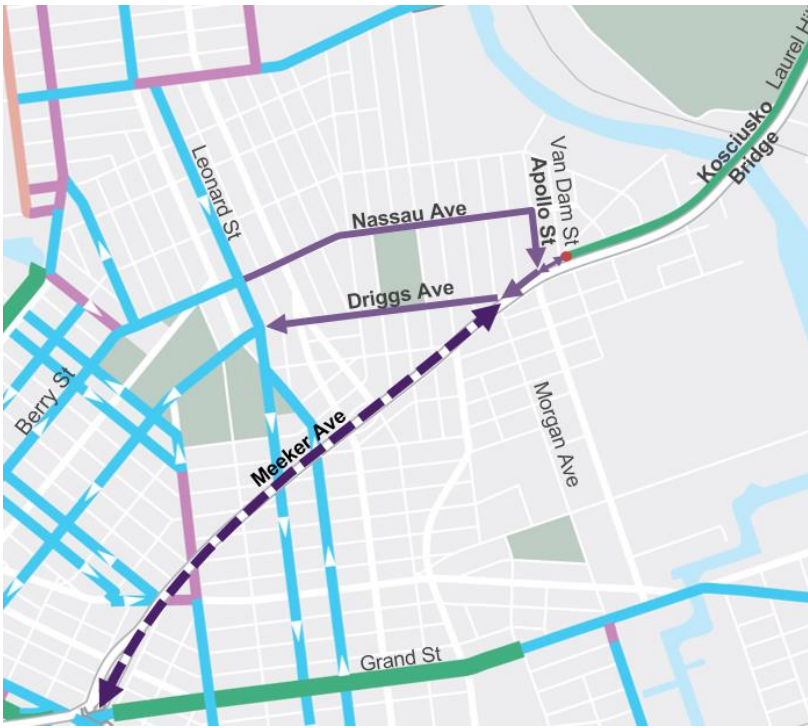 Laurel Hi
Kosciusko
Bridge
Van Dam St
Apollo St
Leonard St
Nassau Ave
Driggs Ave
Berry St
Meeker Ave
Morgan Ave
Grand St